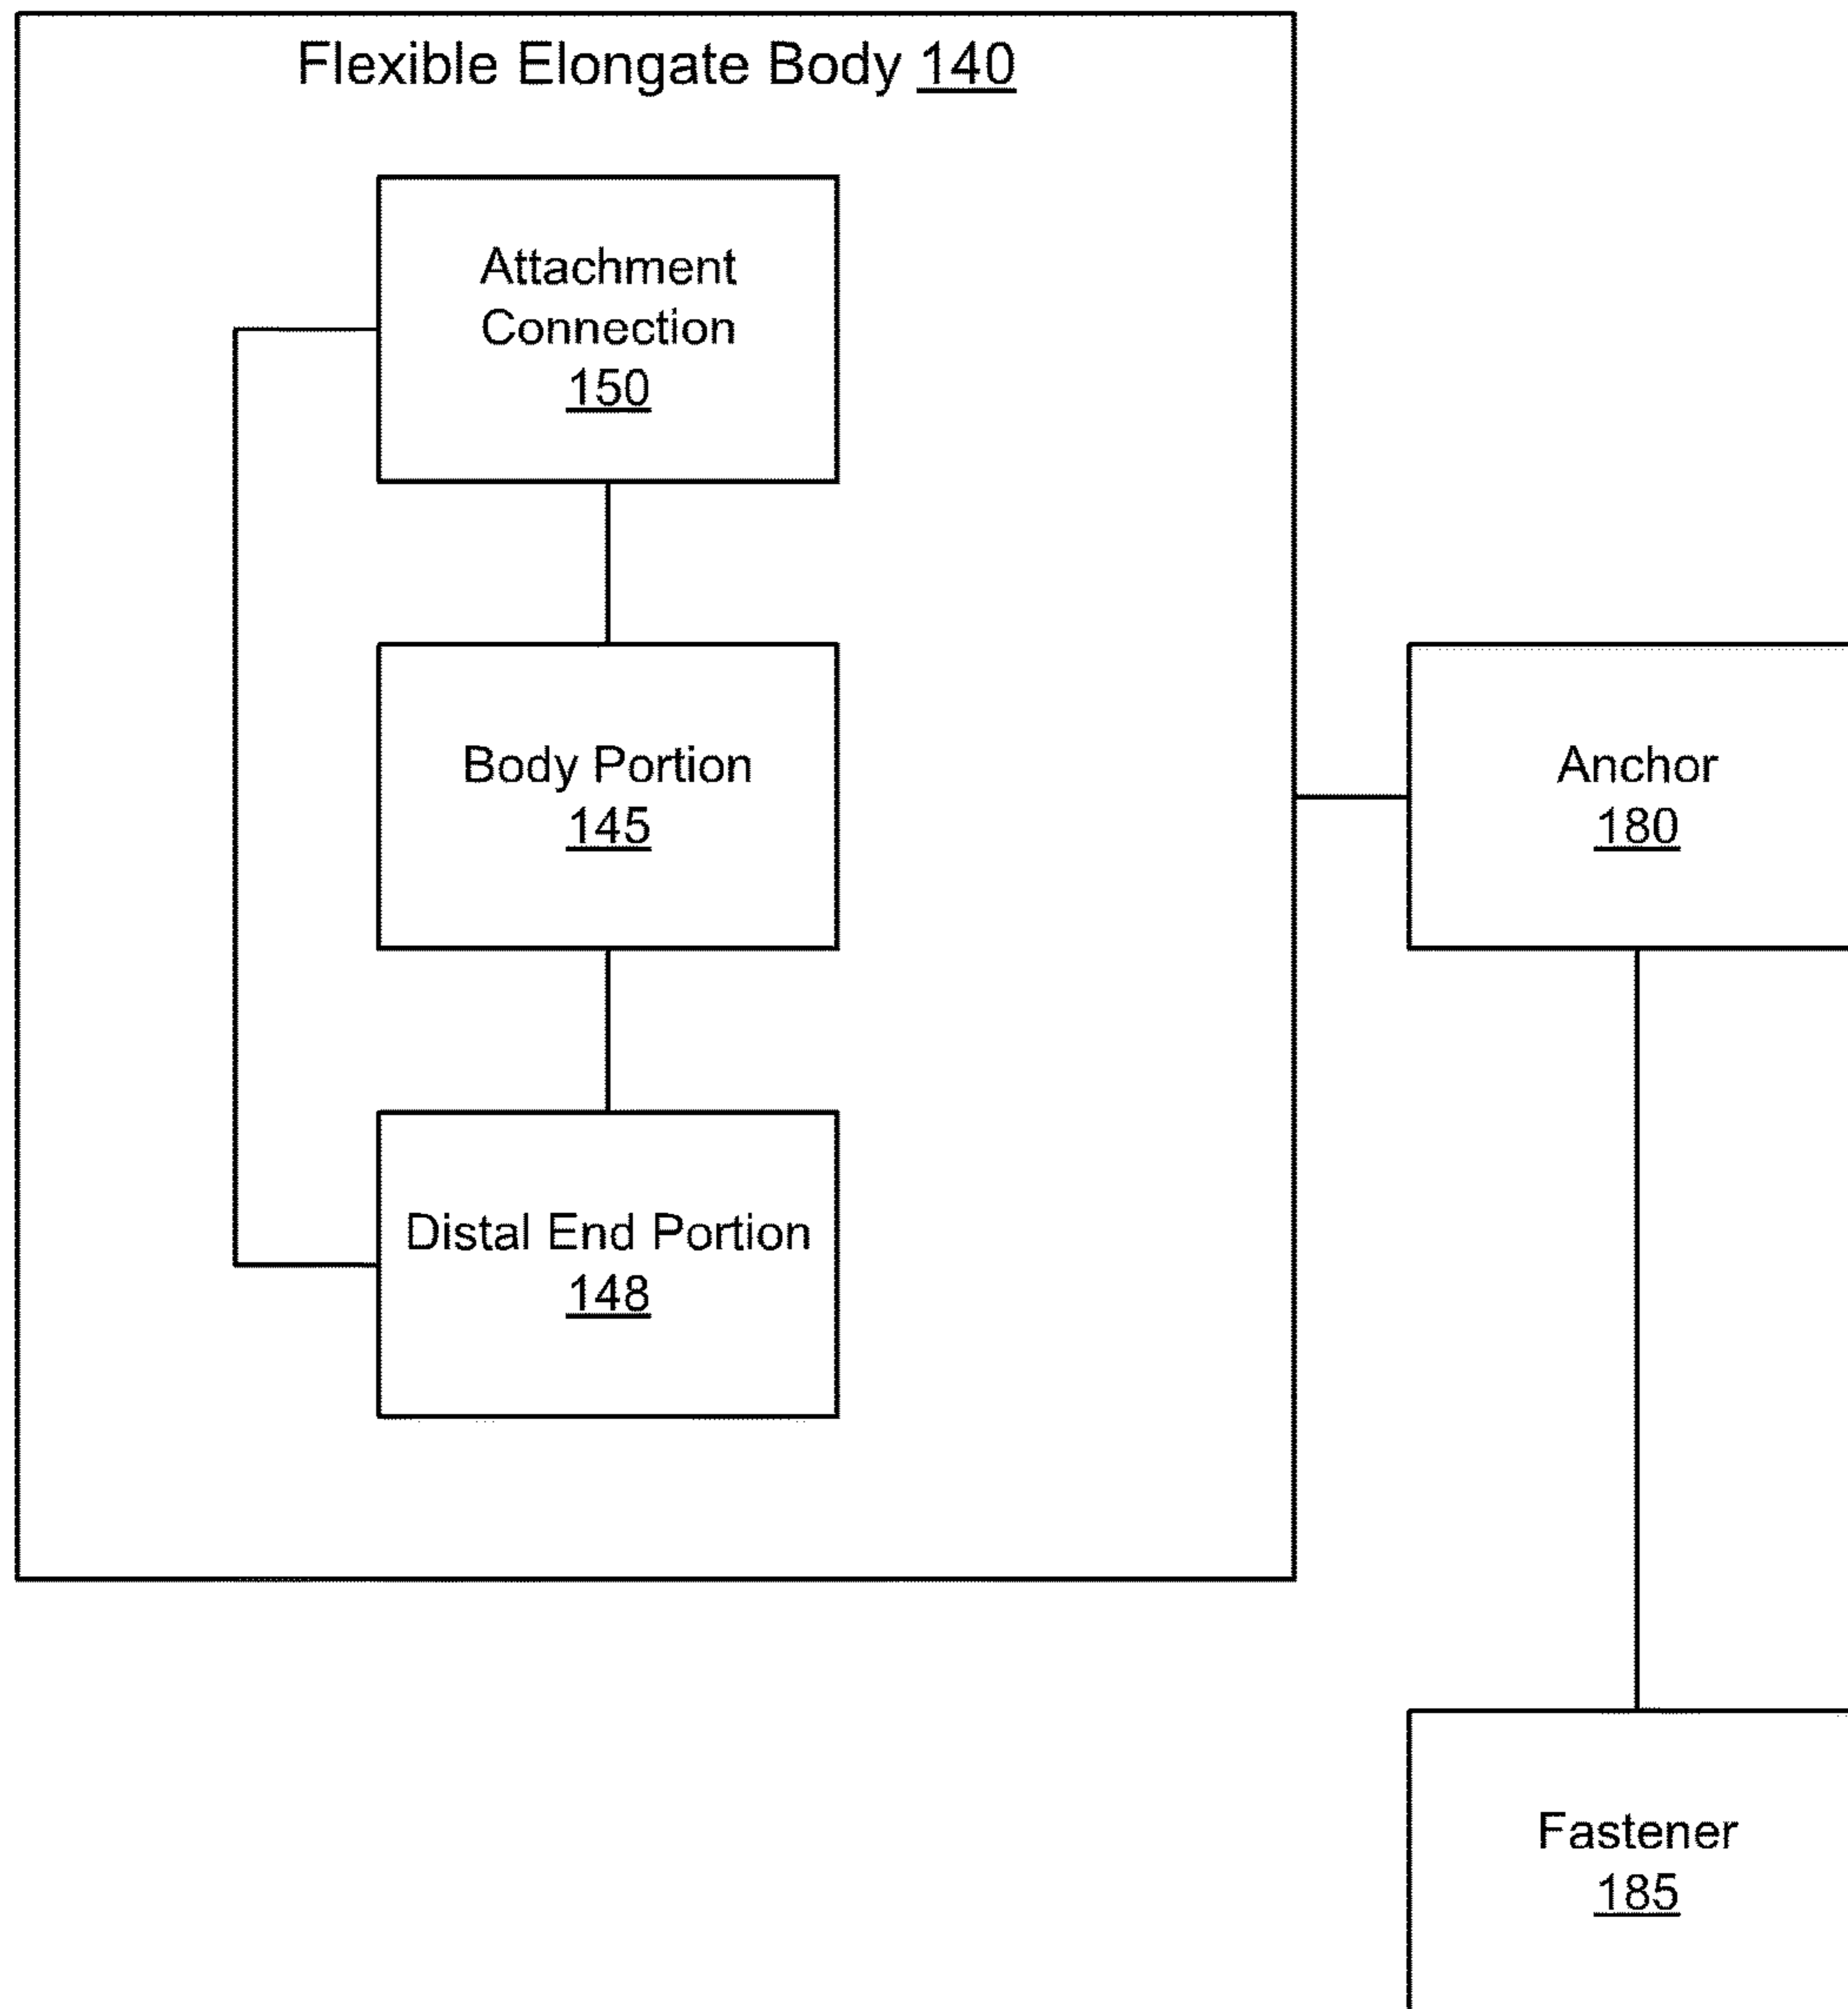 Flexible Elongate Body 140
Attachment
Connection
150
Body Portion
145
Anchor
180
Distal End Portion
148
Fastener
185